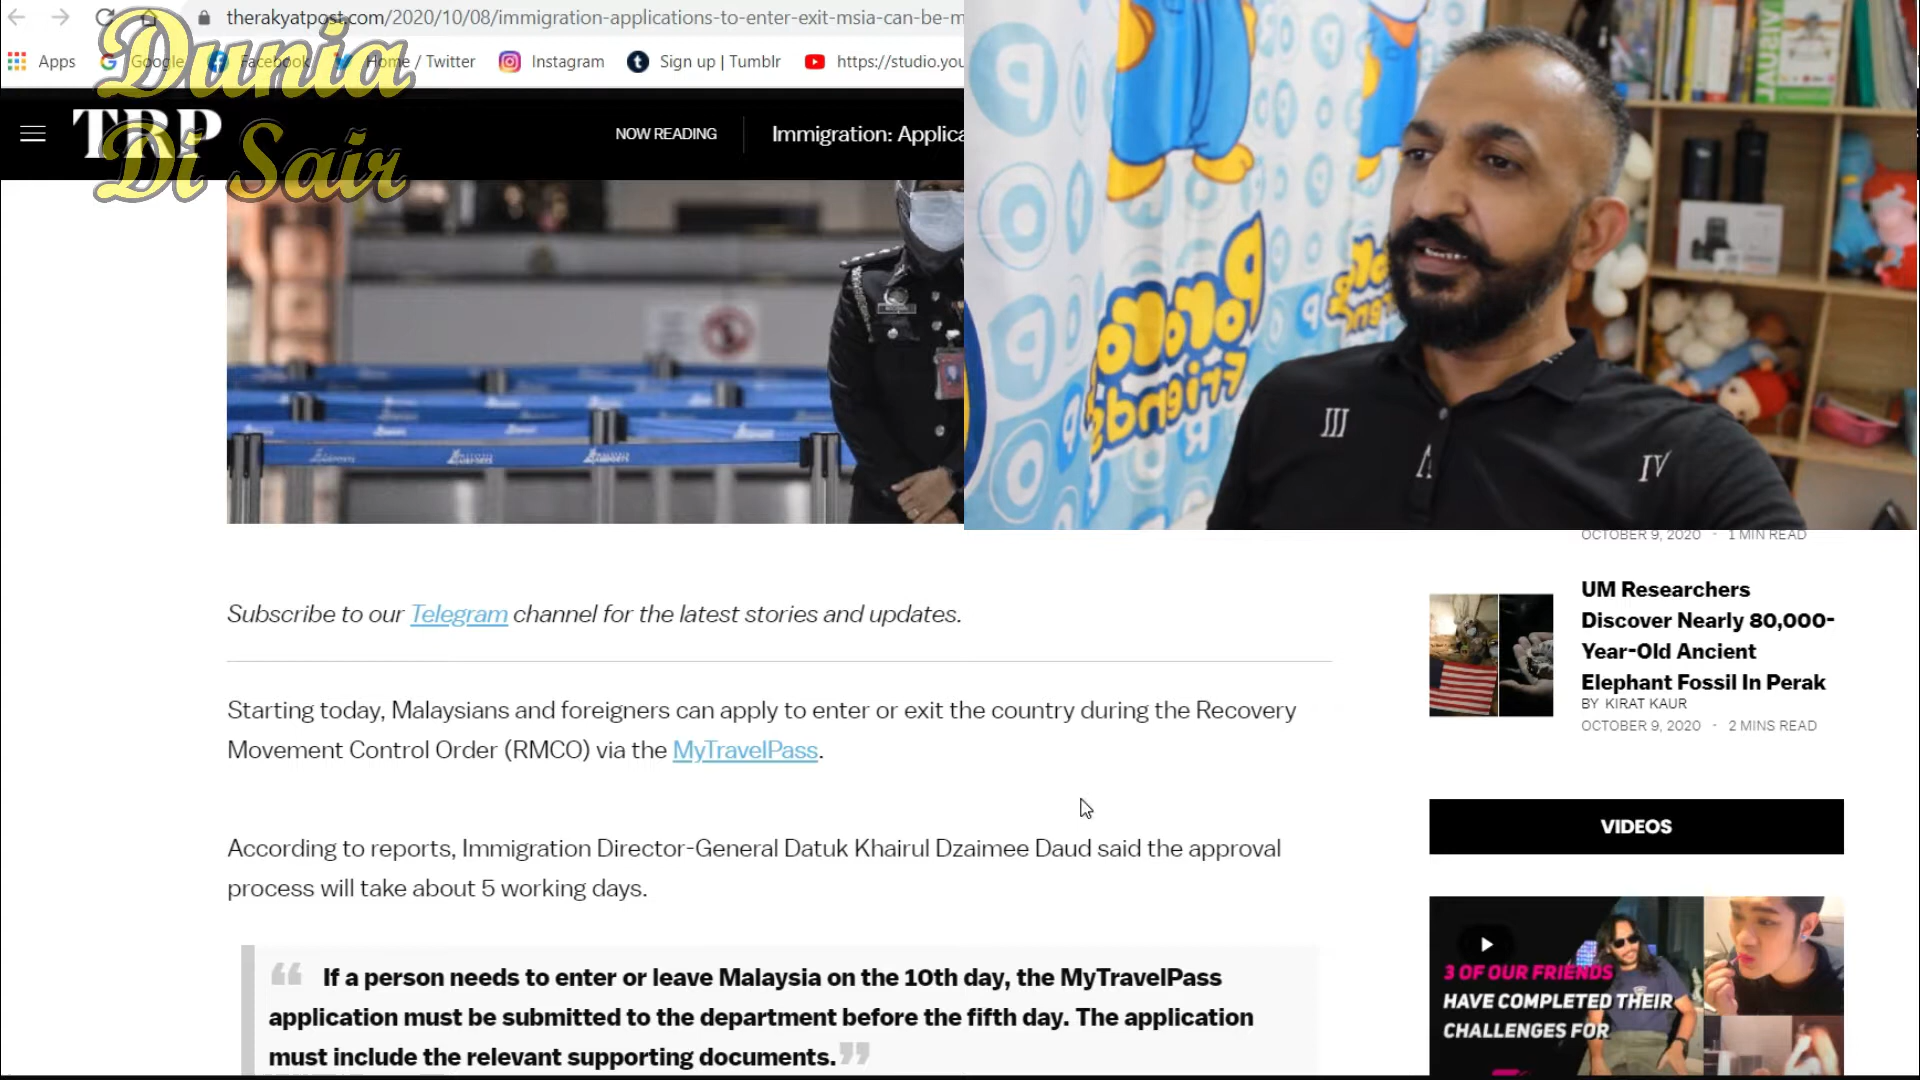 therakyatpost.com/2020/10/08/immigration-applications-to-enter-exit-msia-can-be-m
Apps
Google
Facebook
Home / Twitter
Instagram
Sign up | Tumblr
https://studio.you
Dunia
Di Sair
TRP
NOW READING
Immigration: Applica
VIENAUT
Pororo
Friends
III
IV
Subscribe to our Telegram channel for the latest stories and updates.
Starting today, Malaysians and foreigners can apply to enter or exit the country during the Recovery
Movement Control Order (RMCO) via the MyTravelPass.
According to reports, Immigration Director-General Datuk Khairul Dzaimee Daud said the approval
process will take about 5 working days.
“ If a person needs to enter or leave Malaysia on the 10th day, the MyTravelPass
application must be submitted to the department before the fifth day. The application
must include the relevant supporting documents.”
OCTOBER 9, 2020 - 1 MIN READ
UM Researchers
Discover Nearly 80,000-
Year-Old Ancient
Elephant Fossil In Perak
BY KIRAT KAUR
OCTOBER 9, 2020 - 2 MINS READ
VIDEOS
3 OF OUR FRIENDS
HAVE COMPLETED THEIR
CHALLENGES FOR